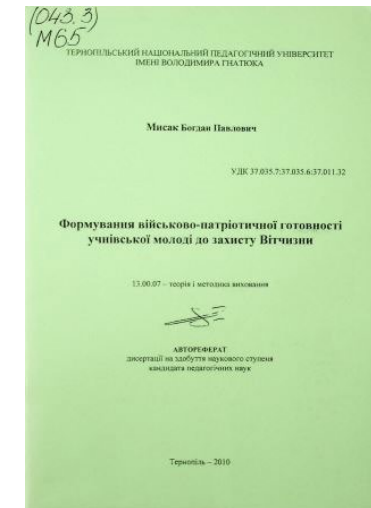 (043.3)
М65
ТЕРНОПІЛЬСЬКИЙ НАЦІОНАЛЬНИЙ ПЕДАГОГІЧНИЙ УНІВЕРСИТЕТ
ІМЕНІ ВОЛОДИМИРА ГНАТЮКА
Мисак Богдан Павлович
УДК 37.035.7:37.035.6:37.011.32
Формування військово-патріотичної готовності
учнівської молоді до захисту Вітчизни
13.00.07 – теорія і методика виховання
АВТОРЕФЕРАТ
дисертації на здобуття наукового ступеня
кандидата педагогічних наук
Тернопіль – 2010